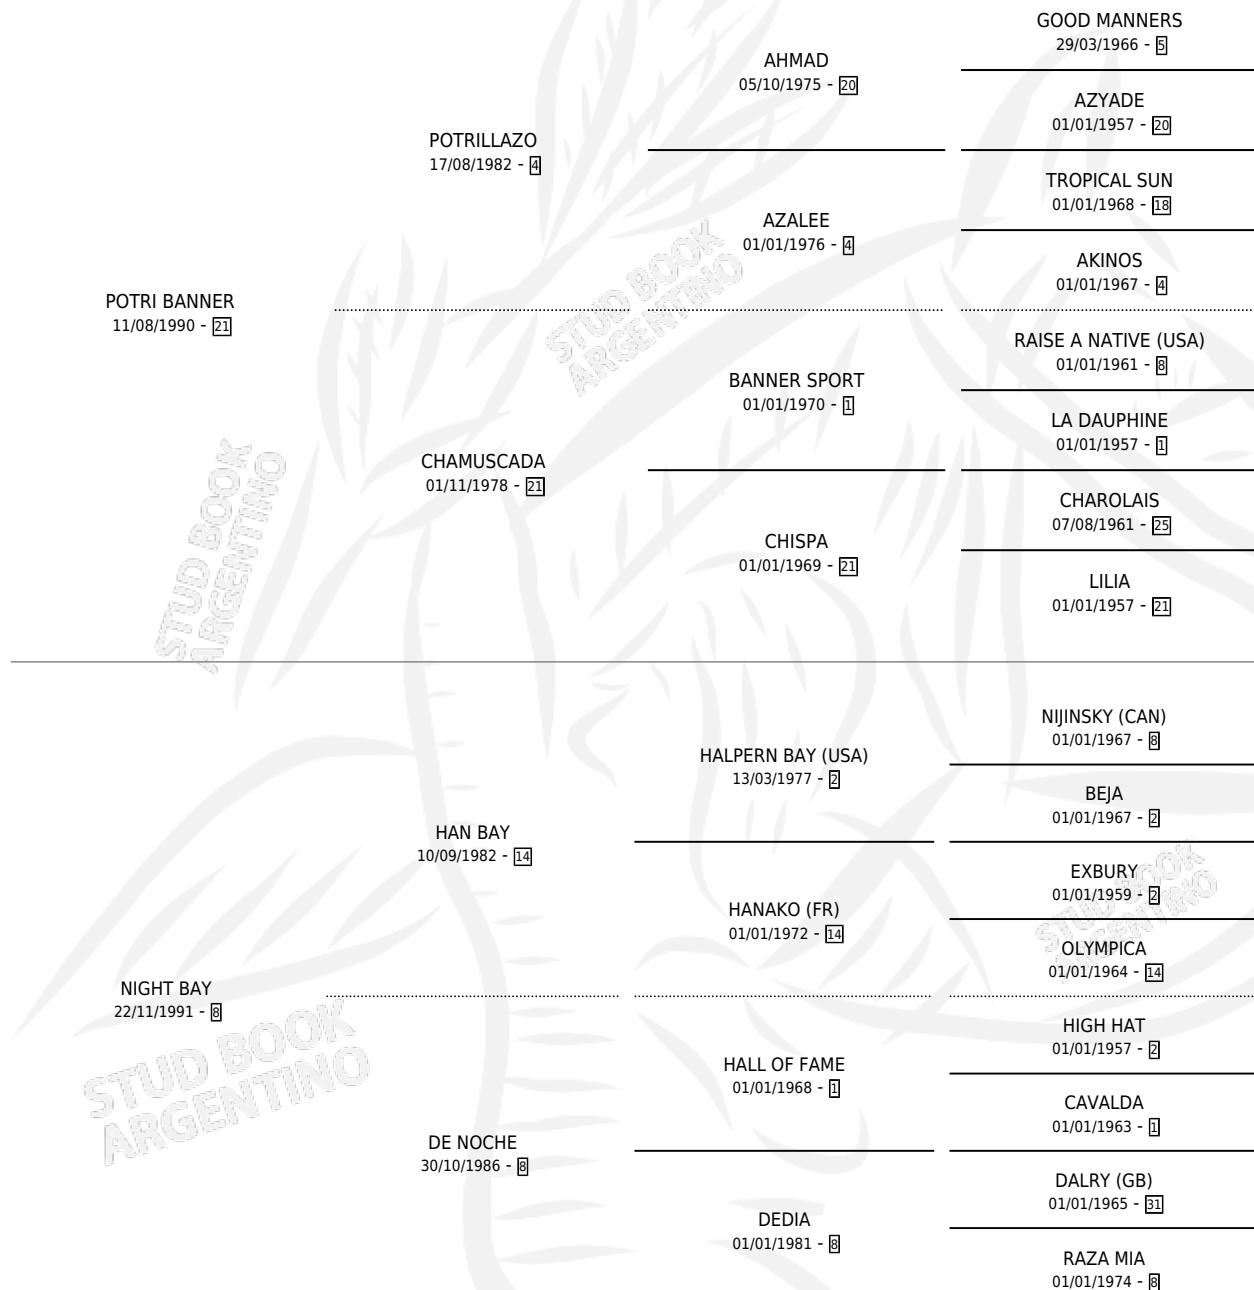 GOOD MANNERS
29/03/1966 - 5
AHMAD
05/10/1975 - 20
AZYADE
01/01/1957 - 20
POTRILLAZO
17/08/1982 - 4
TROPICAL SUN
01/01/1968 - 18
AZALEE
01/01/1976 - 4
AKINOS
01/01/1967 - 4
POTRI BANNER
11/08/1990 - 21
RAISE A NATIVE (USA)
01/01/1961 - 8
BANNER SPORT
01/01/1970 - 1
LA DAUPHINE
01/01/1957 - 1
CHAMUSCADA
01/11/1978 - 21
CHAROLAIS
07/08/1961 - 25
CHISPA
01/01/1969 - 21
LILIA
01/01/1957 - 21
STUD BOOK
ARGENTINO
STUD BOOK
ARGENTINO
NIJINSKY (CAN)
01/01/1967 - 8
HALPERN BAY (USA)
13/03/1977 - 2
BEJA
01/01/1967 - 2
HAN BAY
10/09/1982 - 14
EXBURY
01/01/1959 - 2
HANAKO (FR)
01/01/1972 - 14
OLYMPICA
01/01/1964 - 14
STUD BOOK
ARGENTINO
NIGHT BAY
22/11/1991 - 8
HIGH HAT
01/01/1957 - 2
HALL OF FAME
01/01/1968 - 1
CAVALDA
01/01/1963 - 1
DE NOCHE
30/10/1986 - 8
DALRY (GB)
01/01/1965 - 31
DEDIA
01/01/1981 - 8
RAZA MIA
01/01/1974 - 8
STUD BOOK
ARGENTINO